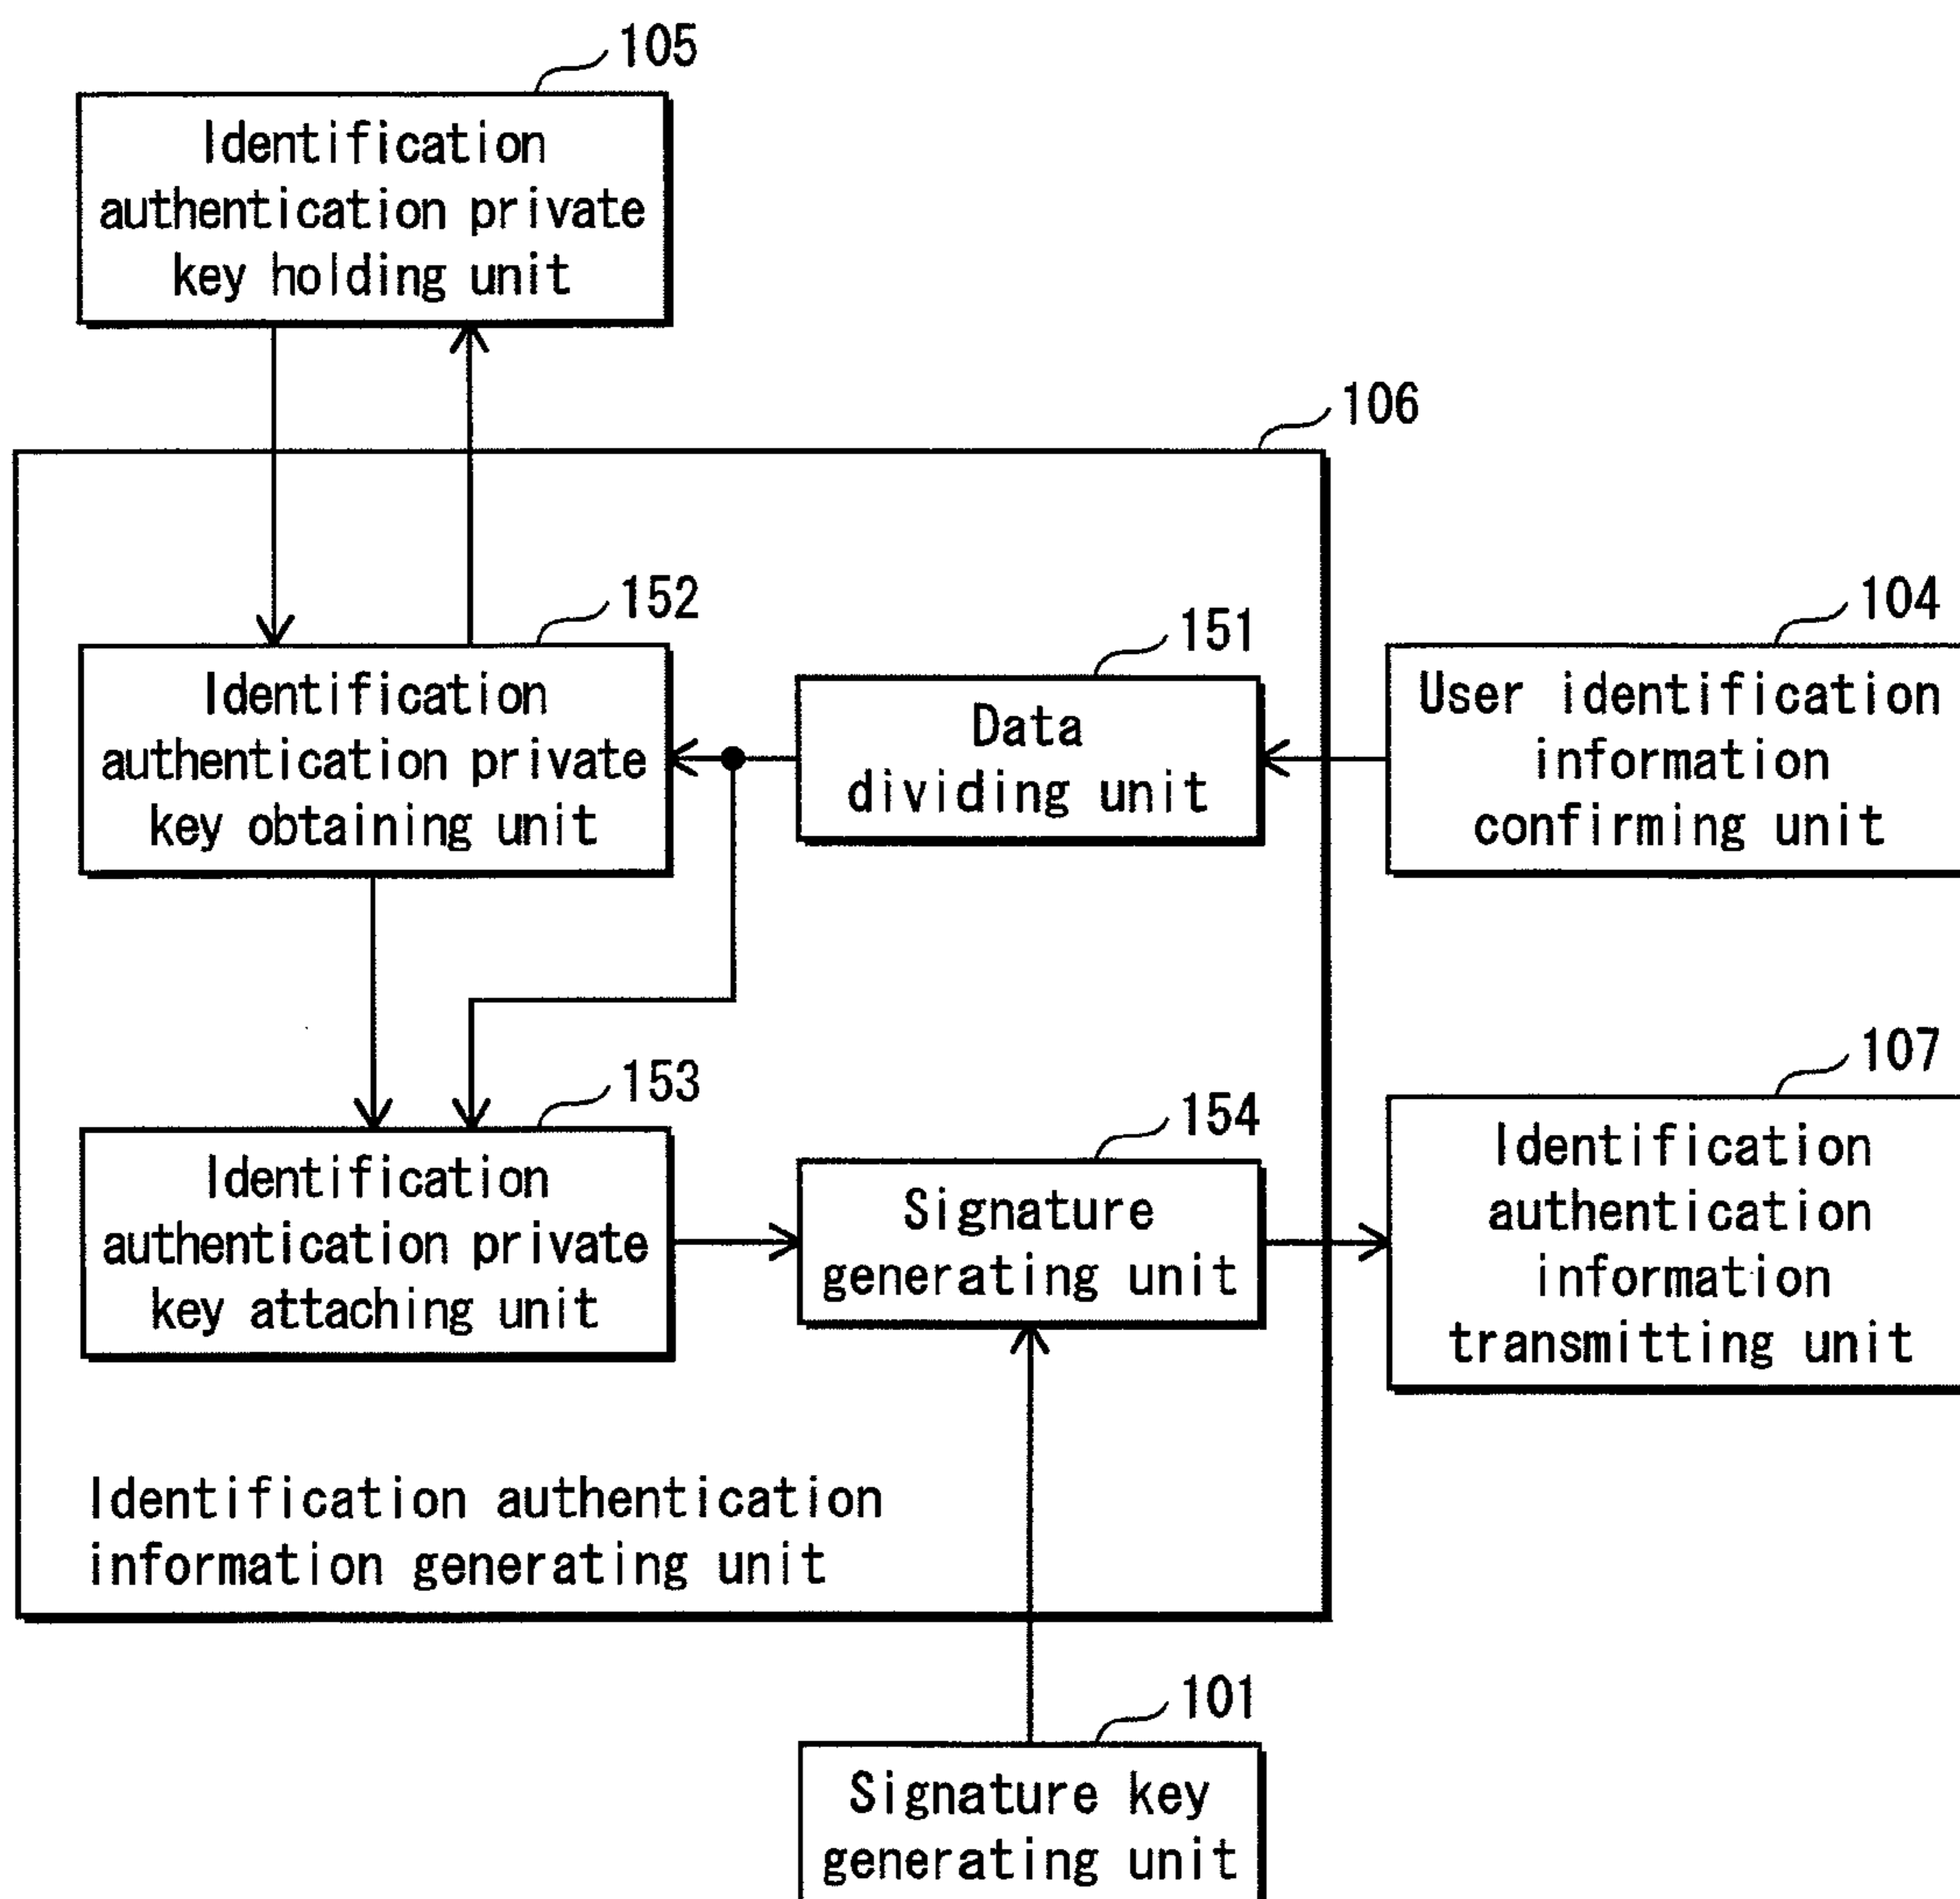 105
Identification
authentication private
key holding unit
106
152
Identification
authentication private
key obtaining unit
151
Data
dividing unit
104
User identification
information
confirming unit
153
Identification
authentication private
key attaching unit
154
Signature
generating unit
107
Identification
authentication
information
transmitting unit
Identification authentication
information generating unit
101
Signature key
generating unit